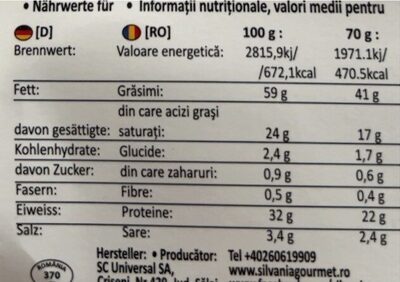 • Nährwerte für • Informații nutriționale, valori medii pentru
[D] [RO] 100 g : 70 g :
Brennwert: Valoare energetică: 2815,9kj/ 1971.1kj/
/672,1kcal 470.5kcal
Fett: Grăsimi: 59 g 41 g
din care acizi grași
davon gesättigte: saturați: 24 g 17 g
Kohlenhydrate: Glucide: 2,4 g 1,7 g
davon Zucker: din care zaharuri: 0,9 g 0,6 g
Fasern: Fibre: 0,5 g 0,4 g
Eiweiss: Proteine: 32 g 22 g
Salz: Sare: 3,4 g 2,4 g
Hersteller: • Producător: Tel +40260619909
ROMÂNIA SC Universal SA, www.silvaniagourmet.ro
370 Crișeni, Nr 430, Jud.